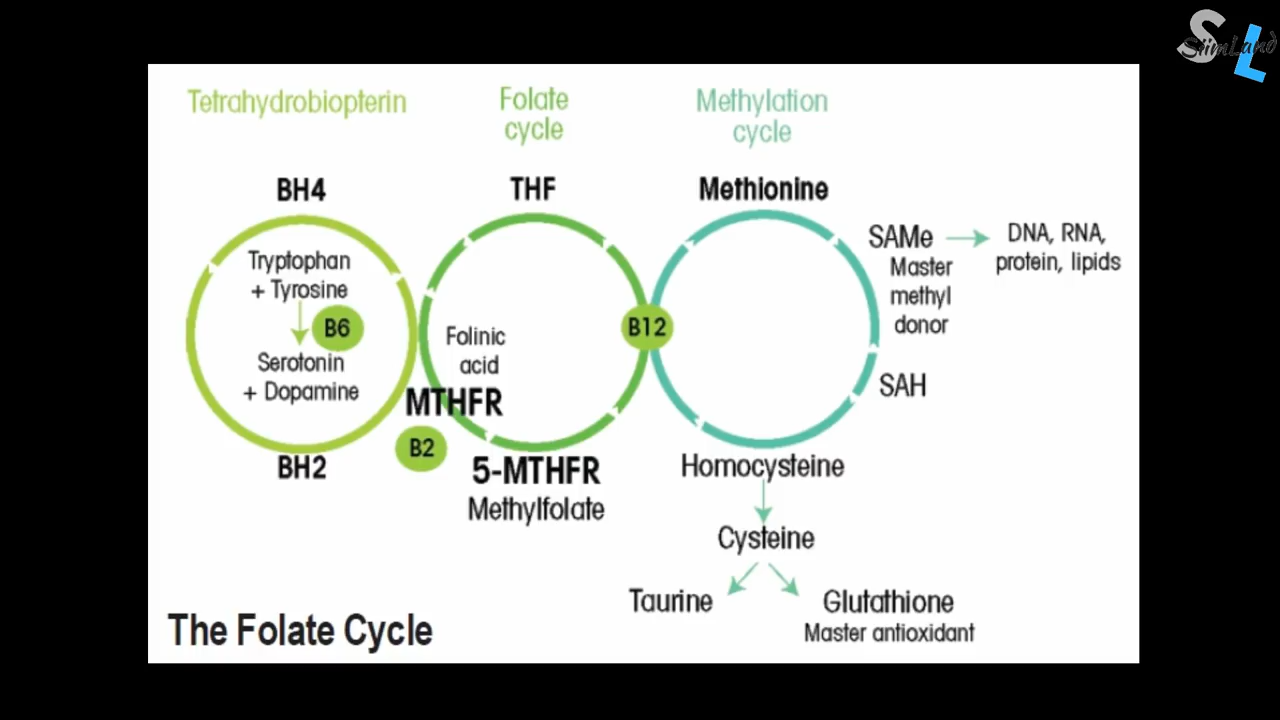 SL
SiimLand
Tetrahydrobiopterin
Folate
cycle
Methylation
cycle
BH4
THF
Methionine
Tryptophan
+ Tyrosine
B6
Serotonin
+ Dopamine
BH2
Folinic
acid
MTHFR
B2
5-MTHFR
Methylfolate
B12
SAMe
Master
methyl
donor
DNA, RNA,
protein, lipids
SAH
Homocysteine
Cysteine
Taurine
Glutathione
Master antioxidant
The Folate Cycle